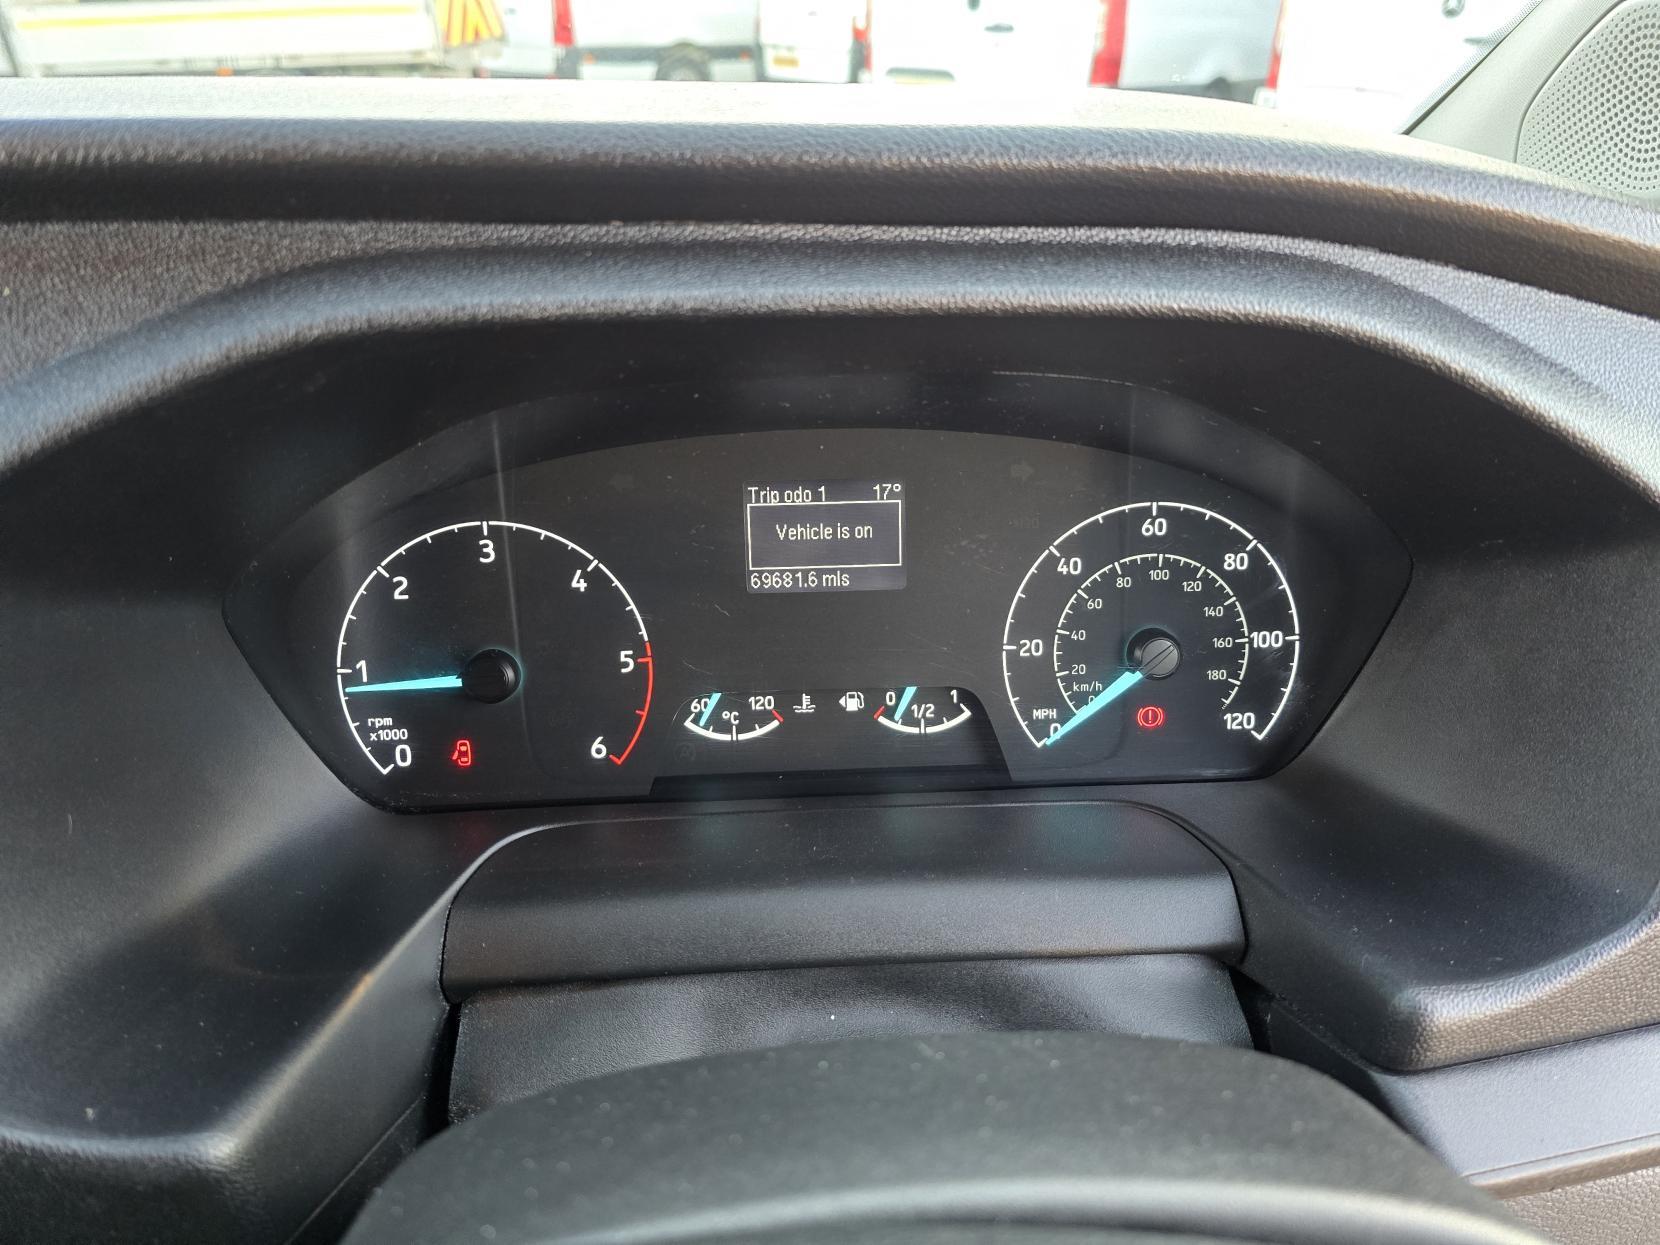 Trip odo 1 17°
Vehicle is on
69681.6 mls
0 1 2 3 4 5 6
rpm
x1000
60 120
°C
0 1/2 1
0 20 40 60 80 100 120
MPH
km/h
0 20 40 60 80 100 120 140 160 180